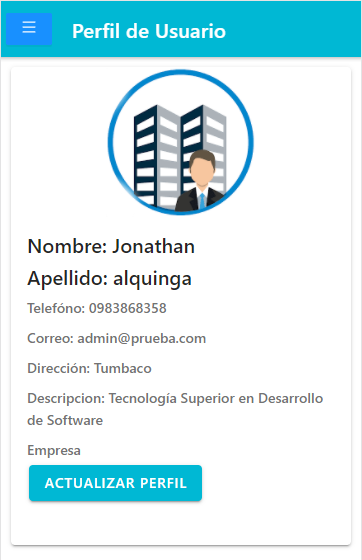 Perfil de Usuario
Nombre: Jonathan
Apellido: alquinga
Telefóno: 0983868358
Correo: admin@prueba.com
Dirección: Tumbaco
Descripcion: Tecnología Superior en Desarrollo
de Software
Empresa
ACTUALIZAR PERFIL